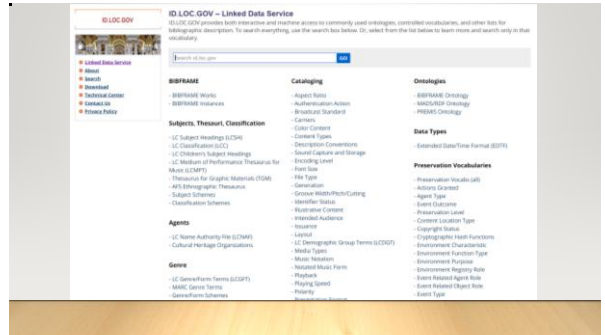 ID.LOC.GOV
Linked Data Service
About
Search
Download
Technical Center
Contact Us
Privacy Policy
ID.LOC.GOV – Linked Data Service
ID.LOC.GOV provides both interactive and machine access to commonly used ontologies, controlled vocabularies, and other lists for
bibliographic description. To search everything, use the search box below. Or, select from the list below to learn more and search only in that
vocabulary.
Search id.loc.gov
GO
BIBFRAME
- BIBFRAME Works
- BIBFRAME Instances
Subjects, Thesauri, Classification
- LC Subject Headings (LCSH)
- LC Classification (LCC)
- LC Children's Subject Headings
- LC Medium of Performance Thesaurus for
Music (LCMPT)
- Thesaurus for Graphic Materials (TGM)
- AFS Ethnographic Thesaurus
- Subject Schemes
- Classification Schemes
Agents
- LC Name Authority File (LCNAF)
- Cultural Heritage Organizations
Genre
- LC Genre/Form Terms (LCGFT)
- MARC Genre Terms
- Genre/Form Schemes
Cataloging
- Aspect Ratio
- Authentication Action
- Broadcast Standard
- Carriers
- Color Content
- Content Types
- Description Conventions
- Sound Capture and Storage
- Encoding Level
- Font Size
- File Type
- Generation
- Groove Width/Pitch/Cutting
- Identifier Status
- Illustrative Content
- Intended Audience
- Issuance
- Layout
- LC Demographic Group Terms (LCDGT)
- Media Types
- Music Notation
- Notated Music Form
- Playback
- Playing Speed
- Polarity
- Presentation Format
Ontologies
- BIBFRAME Ontology
- MADS/RDF Ontology
- PREMIS Ontology
Data Types
- Extended Date/Time Format (EDTF)
Preservation Vocabularies
- Preservation Vocabs (all)
- Actions Granted
- Agent Type
- Event Outcome
- Preservation Level
- Content Location Type
- Copyright Status
- Cryptographic Hash Functions
- Environment Characteristic
- Environment Function Type
- Environment Purpose
- Environment Registry Role
- Event Related Agent Role
- Event Related Object Role
- Event Type